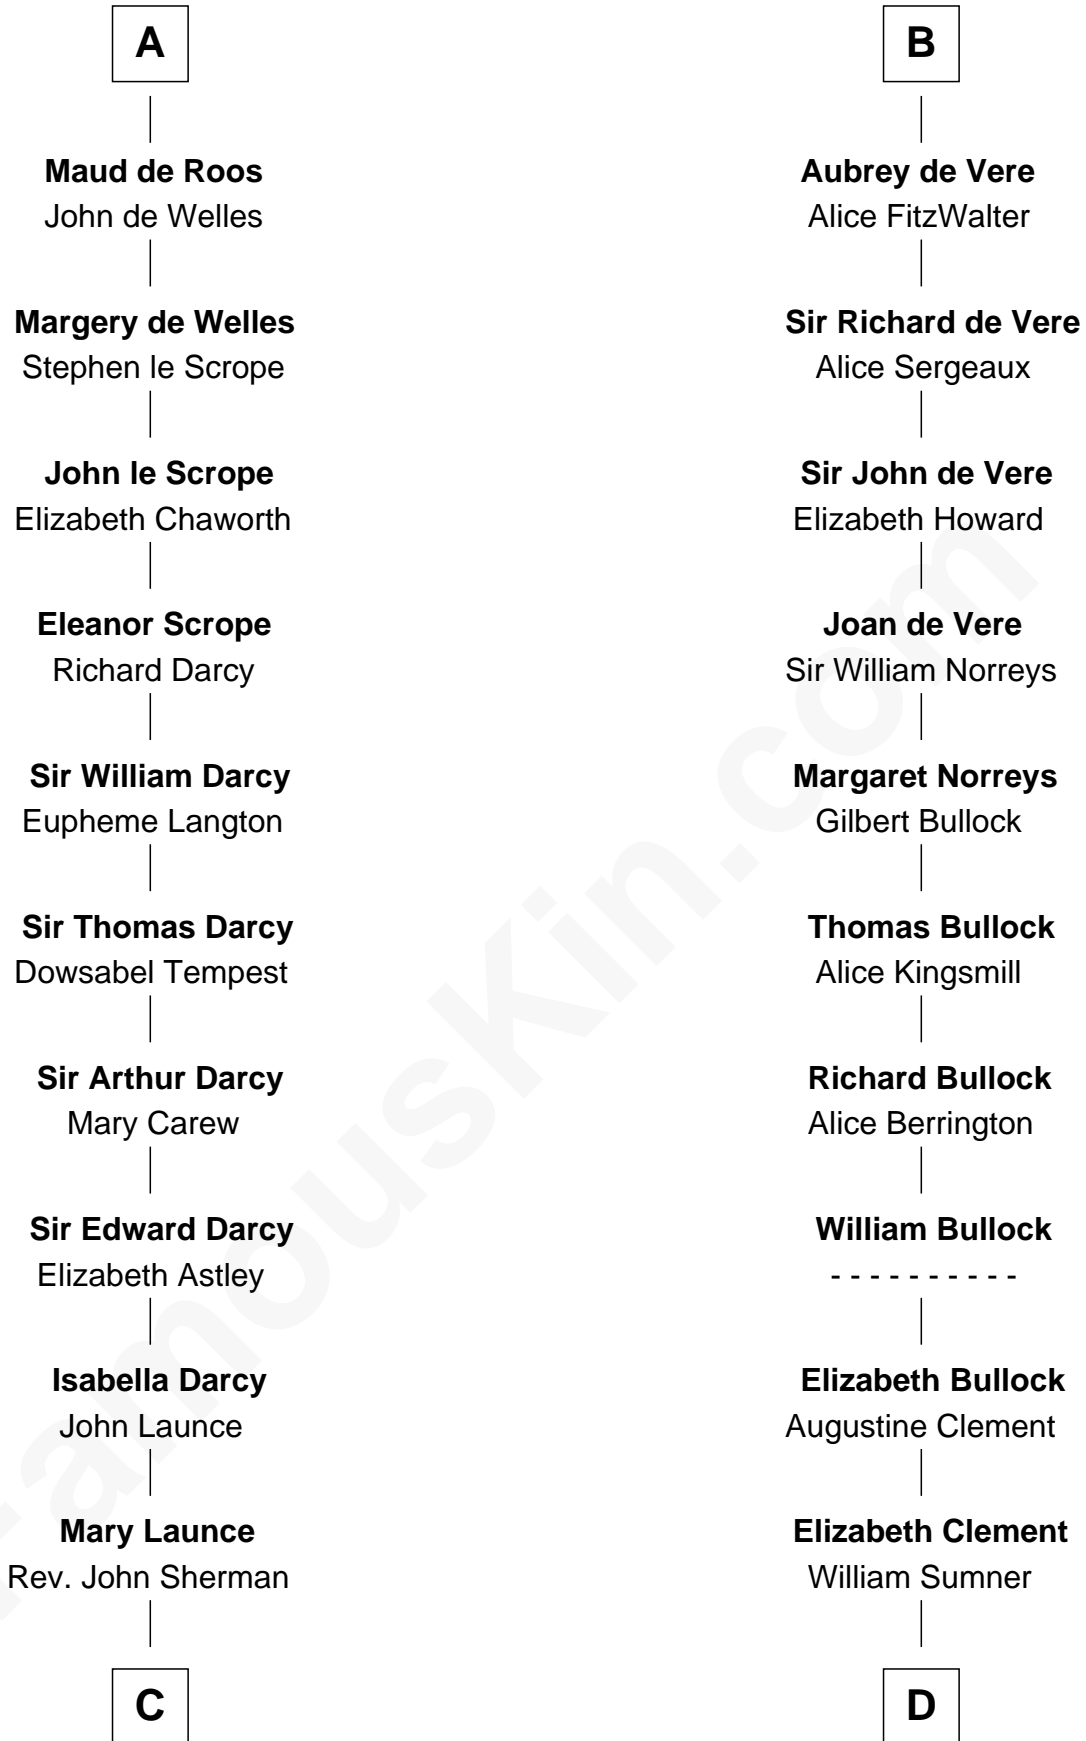 A
Maud de Roos
John de Welles
Margery de Welles
Stephen le Scrope
John le Scrope
Elizabeth Chaworth
Eleanor Scrope
Richard Darcy
Sir William Darcy
Eupheme Langton
Sir Thomas Darcy
Dowsabel Tempest
Sir Arthur Darcy
Mary Carew
Sir Edward Darcy
Elizabeth Astley
Isabella Darcy
John Launce
Mary Launce
Rev. John Sherman
C
B
Aubrey de Vere
Alice FitzWalter
Sir Richard de Vere
Alice Sergeaux
Sir John de Vere
Elizabeth Howard
Joan de Vere
Sir William Norreys
Margaret Norreys
Gilbert Bullock
Thomas Bullock
Alice Kingsmill
Richard Bullock
Alice Berrington
William Bullock
- - - - - - - - - -
Elizabeth Bullock
Augustine Clement
Elizabeth Clement
William Sumner
D
FamousKin.com